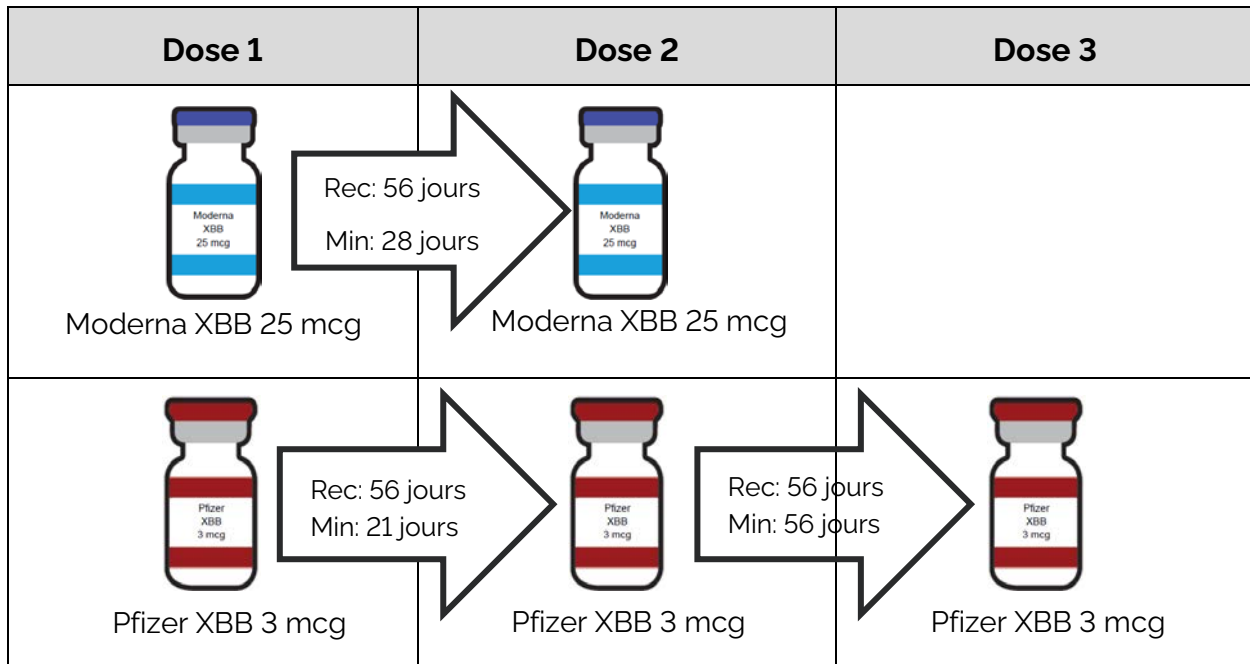 Dose 1
Dose 2
Dose 3
Moderna
XBB
25 mcg
Rec: 56 jours
Min: 28 jours
Moderna
XBB
25 mcg
Moderna XBB 25 mcg
Moderna XBB 25 mcg
Pfizer
XBB
3 mcg
Rec: 56 jours
Min: 21 jours
Pfizer
XBB
3 mcg
Rec: 56 jours
Min: 56 jours
Pfizer
XBB
3 mcg
Pfizer XBB 3 mcg
Pfizer XBB 3 mcg
Pfizer XBB 3 mcg